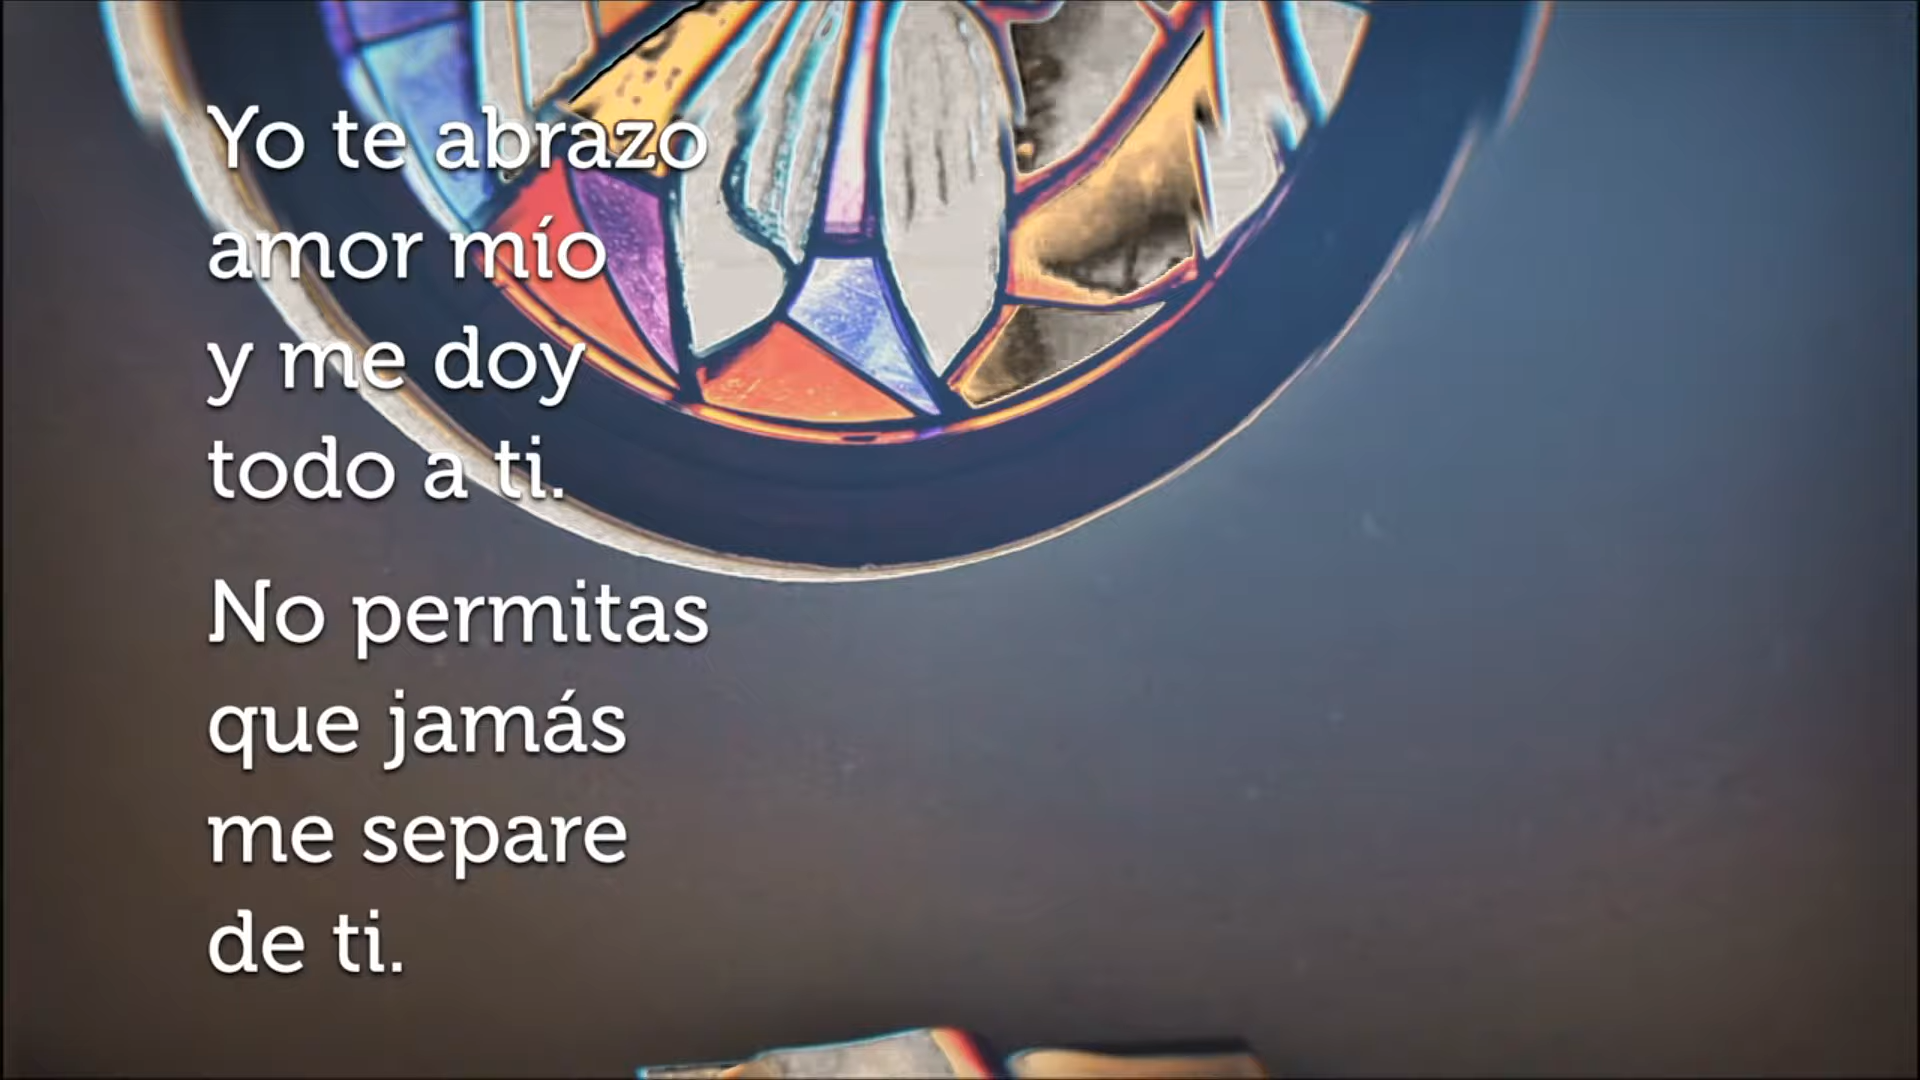 Yo te abrazo
amor mío
y me doy
todo a ti.
No permitas
que jamás
me separe
de ti.